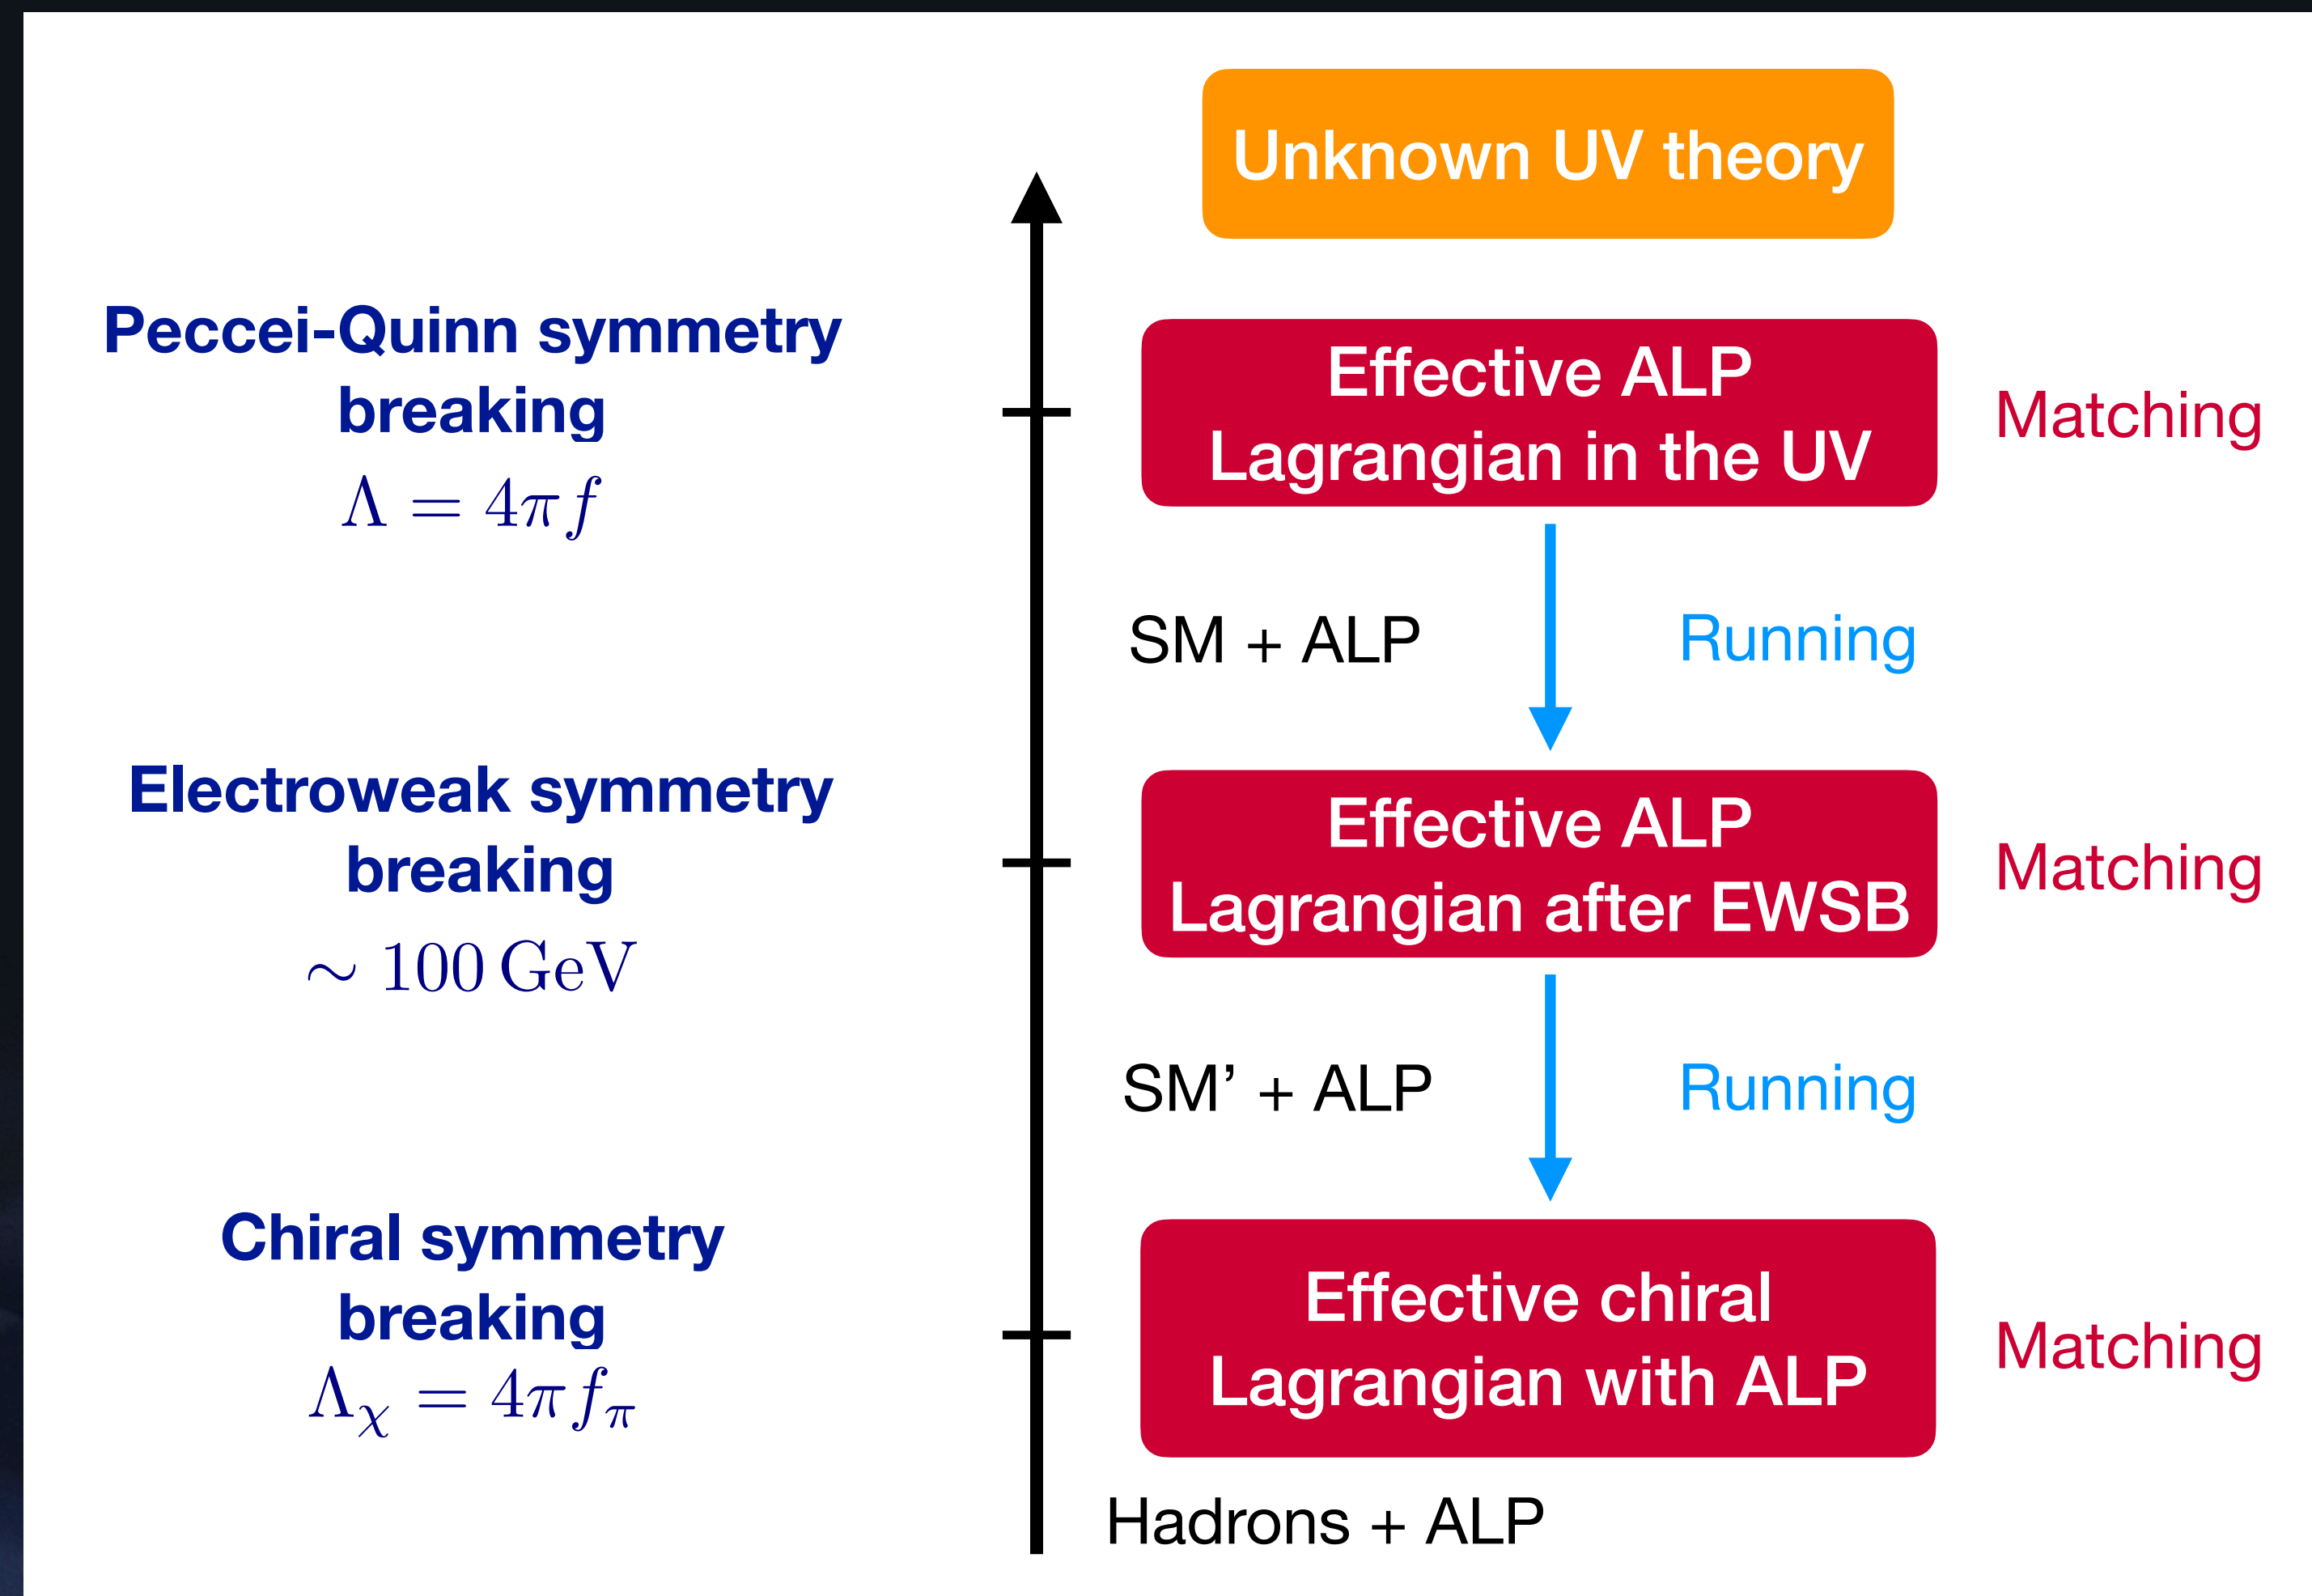 Unknown UV theory
Peccei-Quinn symmetry
breaking
Λ = 4πf
Effective ALP
Lagrangian in the UV
Matching
SM + ALP
Running
Electroweak symmetry
breaking
∼ 100 GeV
Effective ALP
Lagrangian after EWSB
Matching
SM’ + ALP
Running
Chiral symmetry
breaking
Λ_χ = 4πf_π
Effective chiral
Lagrangian with ALP
Matching
Hadrons + ALP